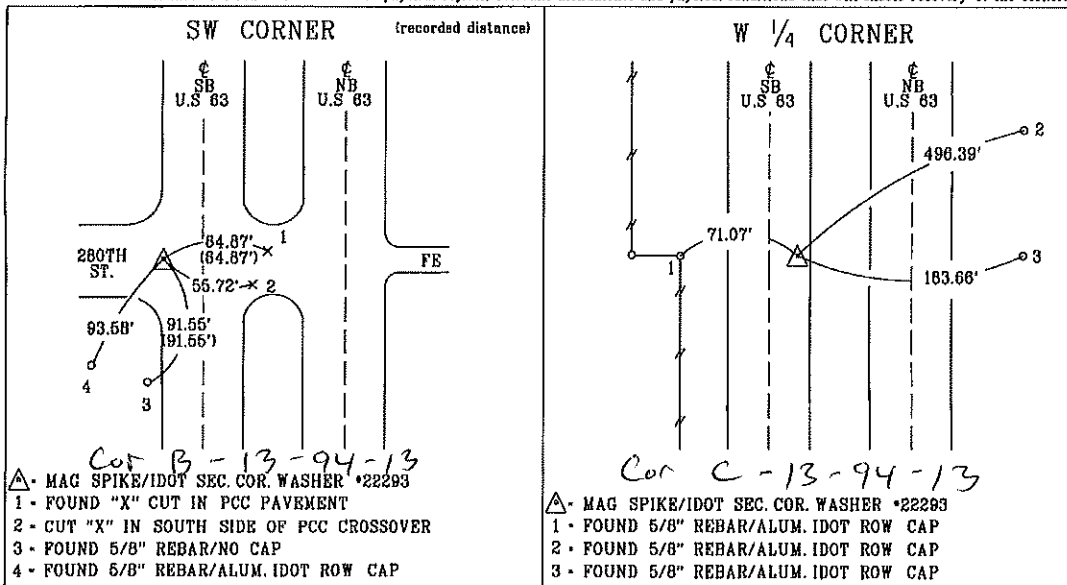 SW CORNER
(recorded distance)
℄
SB
U.S 63
℄
NB
U.S 63
280TH
ST.
64.87'
(64.87')
1
55.72'
2
FE
93.58'
91.55'
(91.55')
4
3
Cor B-13-94-13
△- MAG SPIKE/IDOT SEC. COR. WASHER #22293
1 - FOUND "X" CUT IN PCC PAVEMENT
2 - CUT "X" IN SOUTH SIDE OF PCC CROSSOVER
3 - FOUND 5/8" REBAR/NO CAP
4 - FOUND 5/8" REBAR/ALUM. IDOT ROW CAP
W 1/4 CORNER
℄
SB
U.S 63
℄
NB
U.S 63
2
496.39'
71.07'
1
3
183.66'
Cor C-13-94-13
△- MAG SPIKE/IDOT SEC. COR. WASHER #22293
1 - FOUND 5/8" REBAR/ALUM. IDOT ROW CAP
2 - FOUND 5/8" REBAR/ALUM. IDOT ROW CAP
3 - FOUND 5/8" REBAR/ALUM. IDOT ROW CAP